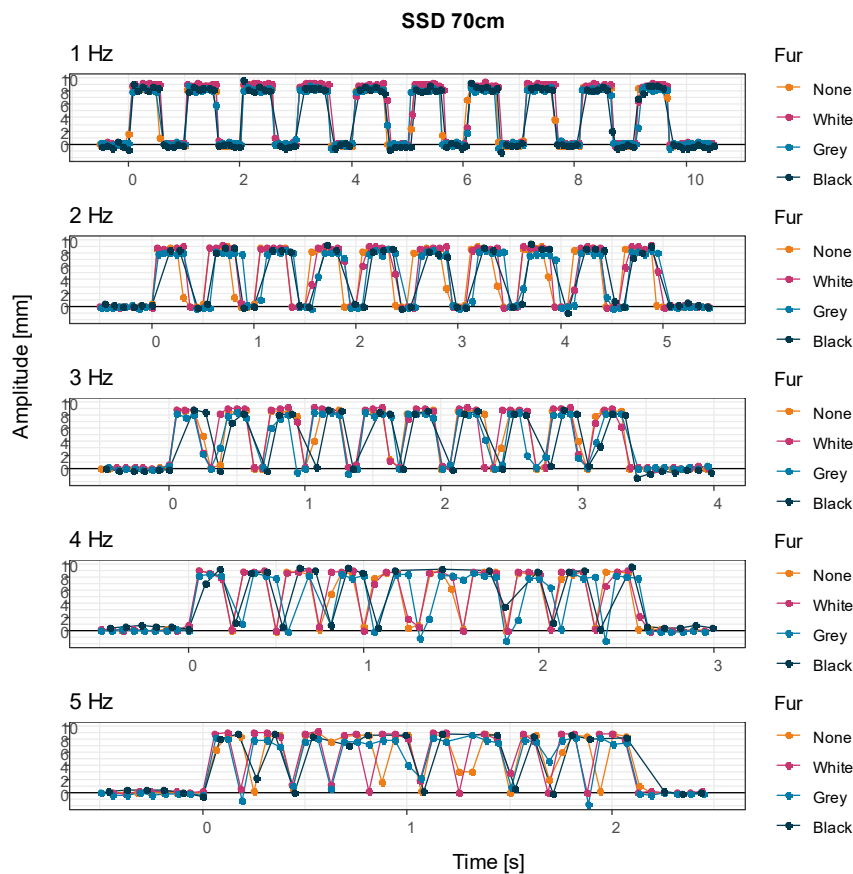 SSD 70cm
1 Hz
10
8
6
4
2
0
0 2 4 6 8 10
Fur
None
White
Grey
Black
2 Hz
10
8
6
4
2
0
0 1 2 3 4 5
Fur
None
White
Grey
Black
3 Hz
10
8
6
4
2
0
0 1 2 3 4
Fur
None
White
Grey
Black
4 Hz
10
8
6
4
2
0
0 1 2 3
Fur
None
White
Grey
Black
5 Hz
10
8
6
4
2
0
0 1 2
Fur
None
White
Grey
Black
Amplitude [mm]
Time [s]